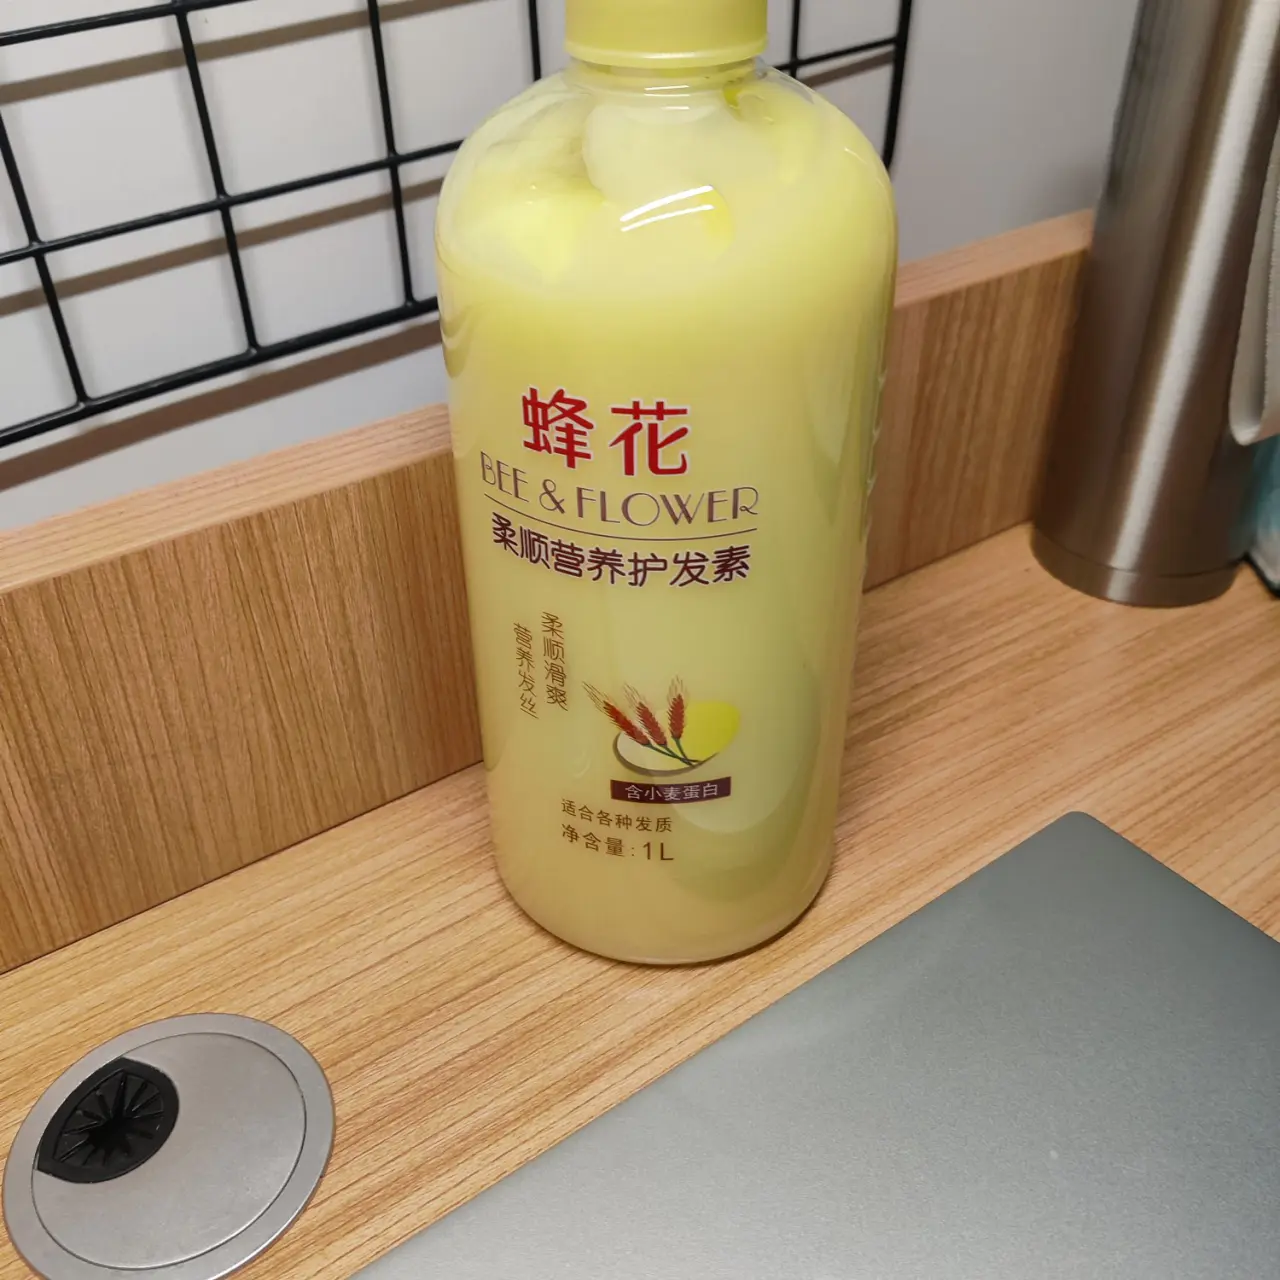 蜂花
BEE & FLOWER
柔顺营养护发素
柔顺滑爽
营养发丝
含小麦蛋白
适合各种发质
净含量:1L